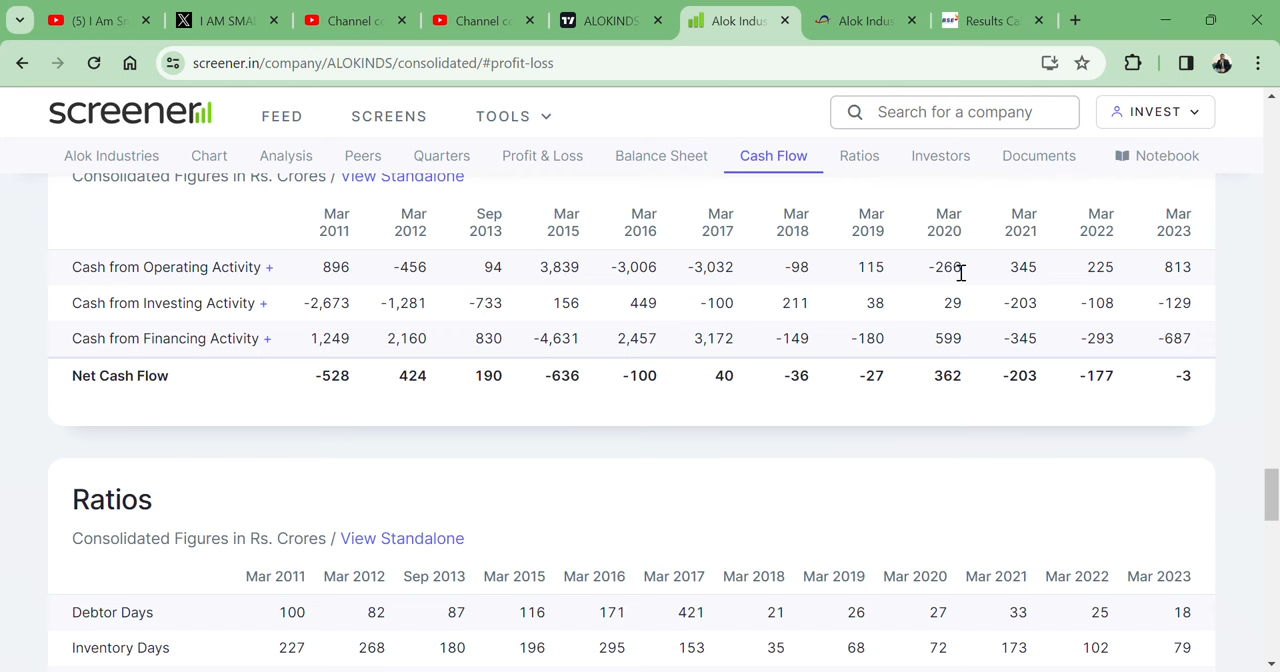 (5) I Am Sm
I AM SMA
Channel c
Channel c
ALOKINDS
Alok Indus
Alok Indus
Results Ca
screener.in/company/ALOKINDS/consolidated/#profit-loss
screener
FEED SCREENS TOOLS
Search for a company
INVEST
Alok Industries Chart Analysis Peers Quarters Profit & Loss Balance Sheet Cash Flow Ratios Investors Documents Notebook
Consolidated Figures in Rs. Crores / View Standalone
Mar 2011 Mar 2012 Sep 2013 Mar 2015 Mar 2016 Mar 2017 Mar 2018 Mar 2019 Mar 2020 Mar 2021 Mar 2022 Mar 2023
Cash from Operating Activity + 896 -456 94 3,839 -3,006 -3,032 -98 115 -266 345 225 813
Cash from Investing Activity + -2,673 -1,281 -733 156 449 -100 211 38 29 -203 -108 -129
Cash from Financing Activity + 1,249 2,160 830 -4,631 2,457 3,172 -149 -180 599 -345 -293 -687
Net Cash Flow -528 424 190 -636 -100 40 -36 -27 362 -203 -177 -3
Ratios
Consolidated Figures in Rs. Crores / View Standalone
Mar 2011 Mar 2012 Sep 2013 Mar 2015 Mar 2016 Mar 2017 Mar 2018 Mar 2019 Mar 2020 Mar 2021 Mar 2022 Mar 2023
Debtor Days 100 82 87 116 171 421 21 26 27 33 25 18
Inventory Days 227 268 180 196 295 153 35 68 72 173 102 79